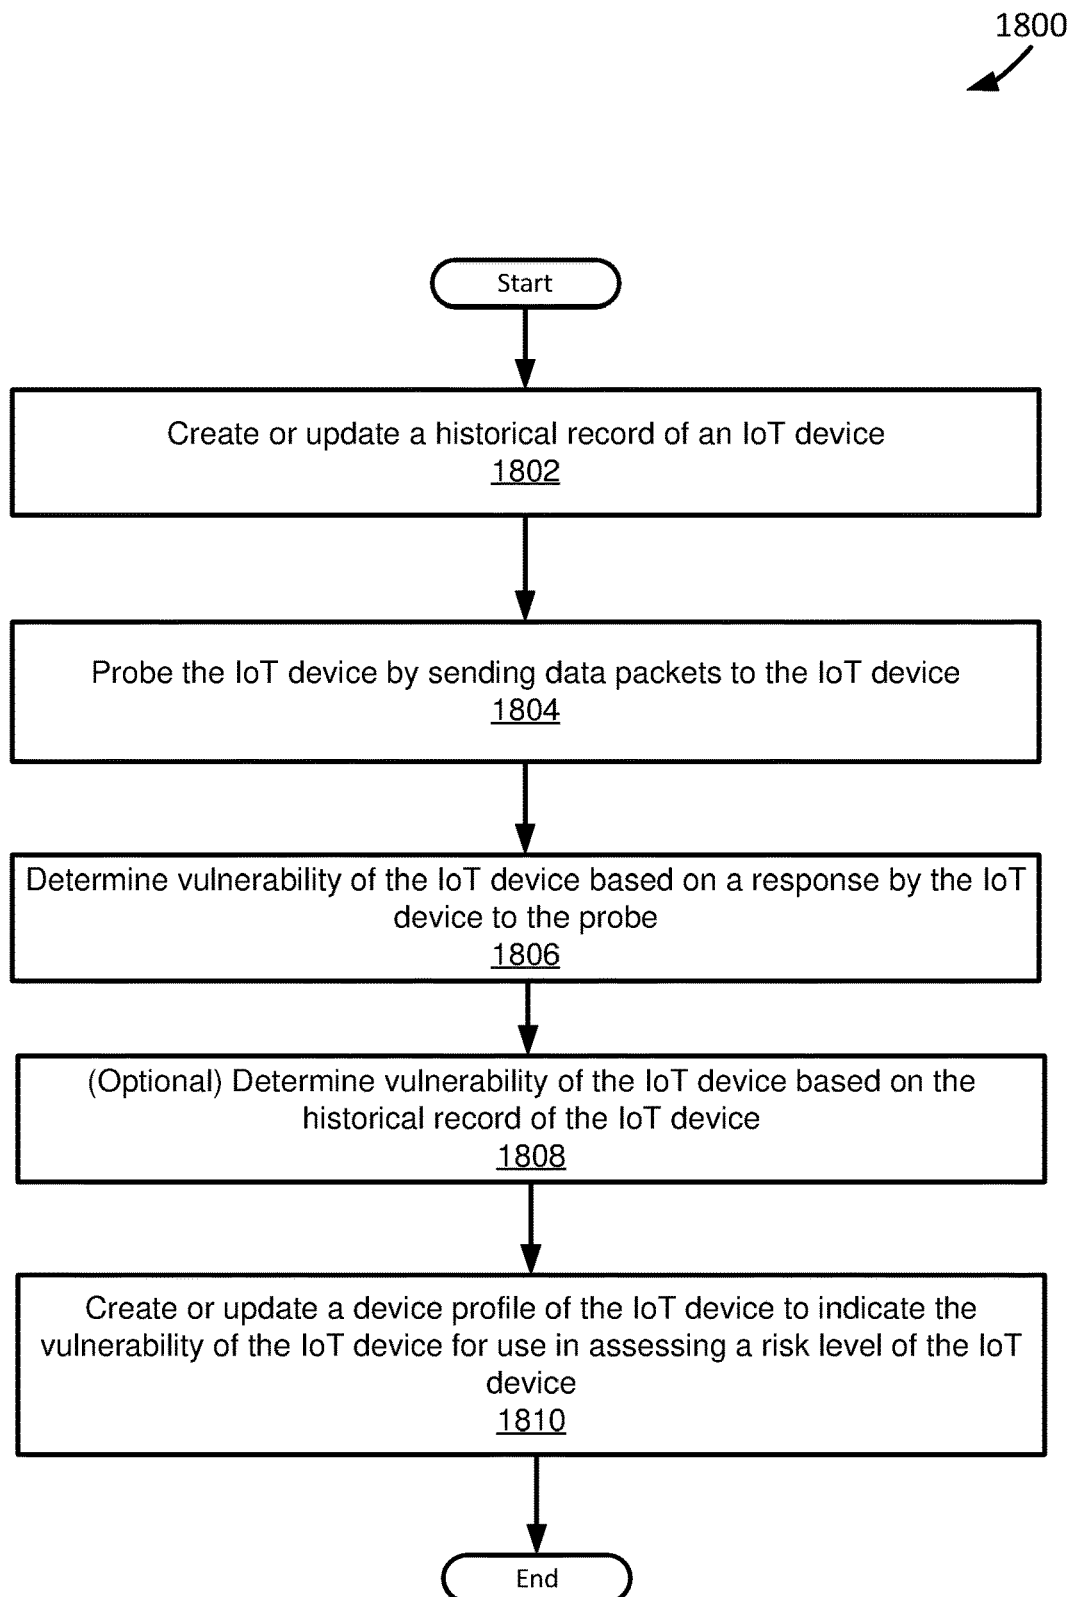 1800
Start
Create or update a historical record of an IoT device
1802
Probe the IoT device by sending data packets to the IoT device
1804
Determine vulnerability of the IoT device based on a response by the IoT
device to the probe
1806
(Optional) Determine vulnerability of the IoT device based on the
historical record of the IoT device
1808
Create or update a device profile of the IoT device to indicate the
vulnerability of the IoT device for use in assessing a risk level of the IoT
device
1810
End